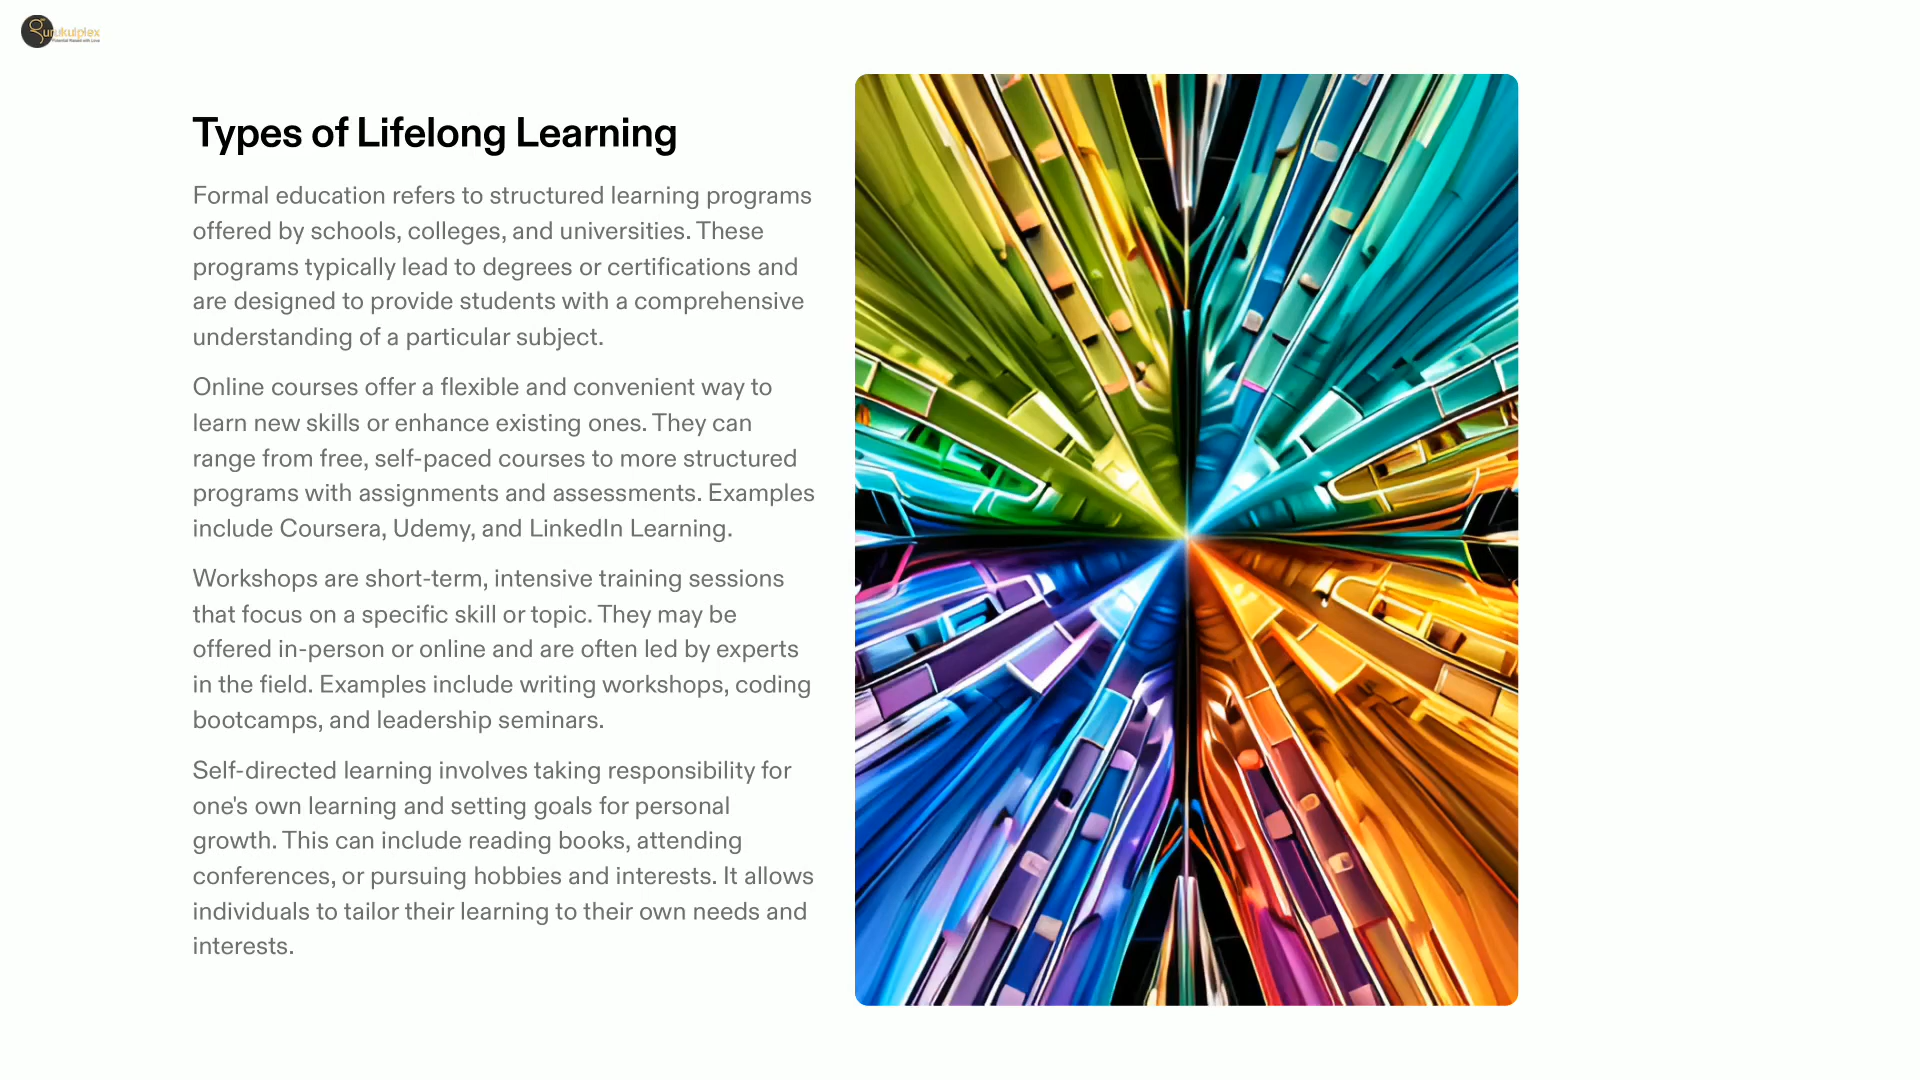 gurukulplex
Types of Lifelong Learning
Formal education refers to structured learning programs
offered by schools, colleges, and universities. These
programs typically lead to degrees or certifications and
are designed to provide students with a comprehensive
understanding of a particular subject.
Online courses offer a flexible and convenient way to
learn new skills or enhance existing ones. They can
range from free, self-paced courses to more structured
programs with assignments and assessments. Examples
include Coursera, Udemy, and LinkedIn Learning.
Workshops are short-term, intensive training sessions
that focus on a specific skill or topic. They may be
offered in-person or online and are often led by experts
in the field. Examples include writing workshops, coding
bootcamps, and leadership seminars.
Self-directed learning involves taking responsibility for
one's own learning and setting goals for personal
growth. This can include reading books, attending
conferences, or pursuing hobbies and interests. It allows
individuals to tailor their learning to their own needs and
interests.